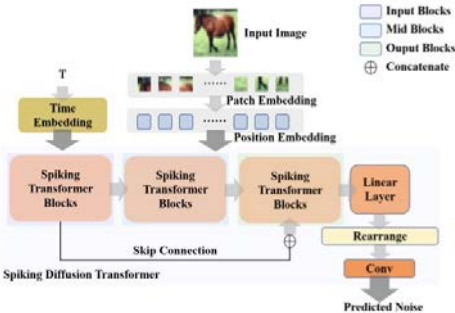 Input Image
Input Blocks
Mid Blocks
Ouput Blocks
Concatenate
T
Time
Embedding
......
Patch Embedding
......
Position Embedding
Spiking
Transformer
Blocks
Spiking
Transformer
Blocks
Spiking
Transformer
Blocks
Linear
Layer
Skip Connection
Rearrange
Spiking Diffusion Transformer
Conv
Predicted Noise